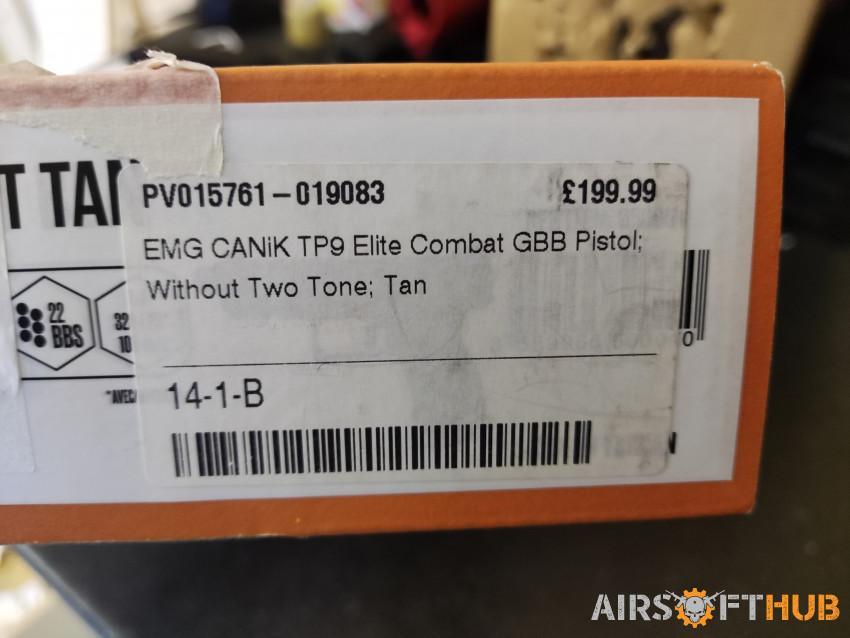 T TAN
PV015761-019083 £199.99
EMG CANiK TP9 Elite Combat GBB Pistol;
Without Two Tone; Tan
22
BBS
32
10
14-1-B
0
AIRSOFTHUB